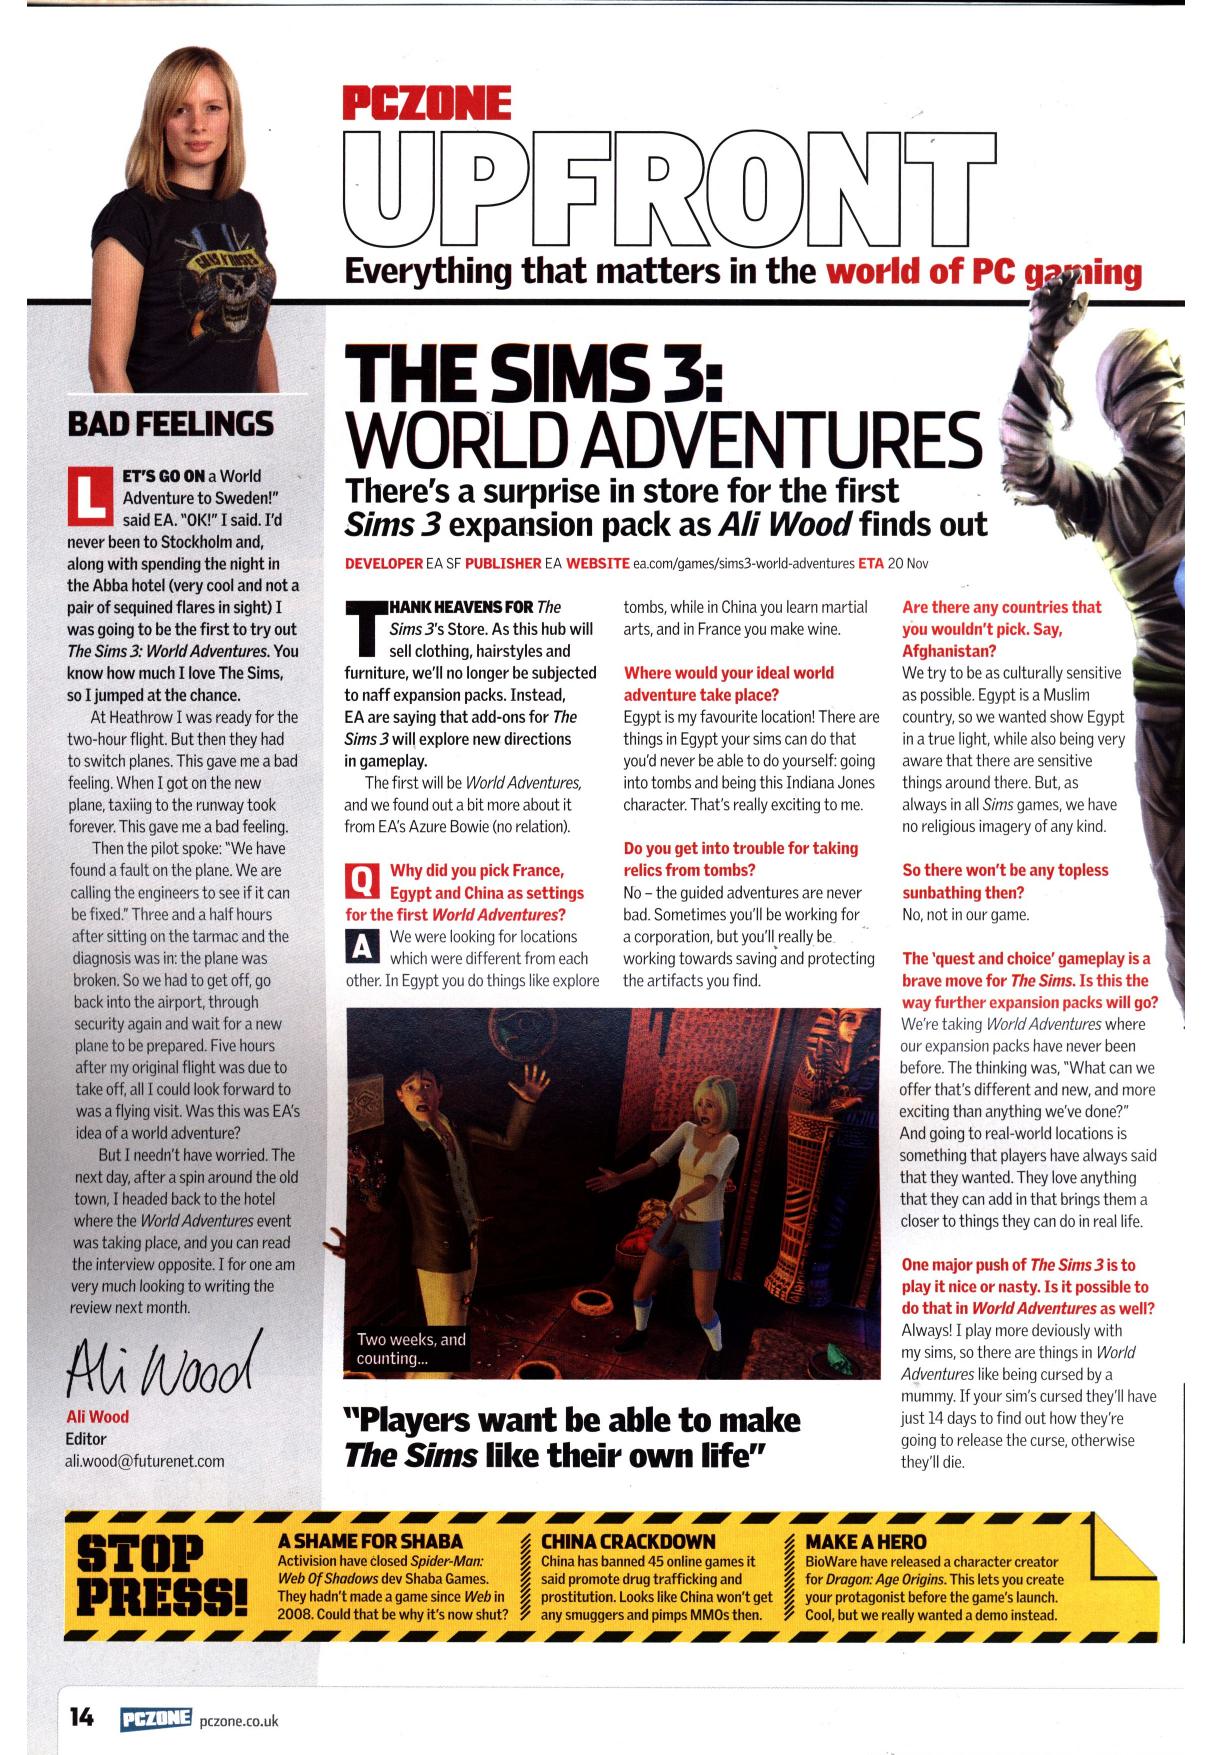 PCZONE
UPFRONT
Everything that matters in the world of PC gaming
GUNS N' ROSES
BAD FEELINGS
LET'S GO ON a World
Adventure to Sweden!"
said EA. "OK!" I said. I'd
never been to Stockholm and,
along with spending the night in
the Abba hotel (very cool and not a
pair of sequined flares in sight) I
was going to be the first to try out
The Sims 3: World Adventures. You
know how much I love The Sims,
so I jumped at the chance.
At Heathrow I was ready for the
two-hour flight. But then they had
to switch planes. This gave me a bad
feeling. When I got on the new
plane, taxiing to the runway took
forever. This gave me a bad feeling.
Then the pilot spoke: "We have
found a fault on the plane. We are
calling the engineers to see if it can
be fixed." Three and a half hours
after sitting on the tarmac and the
diagnosis was in: the plane was
broken. So we had to get off, go
back into the airport, through
security again and wait for a new
plane to be prepared. Five hours
after my original flight was due to
take off, all I could look forward to
was a flying visit. Was this was EA's
idea of a world adventure?
But I needn't have worried. The
next day, after a spin around the old
town, I headed back to the hotel
where the World Adventures event
was taking place, and you can read
the interview opposite. I for one am
very much looking to writing the
review next month.
Ali Wood
Ali Wood
Editor
ali.wood@futurenet.com
THE SIMS 3:
WORLD ADVENTURES
There's a surprise in store for the first
Sims 3 expansion pack as Ali Wood finds out
DEVELOPER EA SF PUBLISHER EA WEBSITE ea.com/games/sims3-world-adventures ETA 20 Nov
THANK HEAVENS FOR The
Sims 3's Store. As this hub will
sell clothing, hairstyles and
furniture, we'll no longer be subjected
to naff expansion packs. Instead,
EA are saying that add-ons for The
Sims 3 will explore new directions
in gameplay.
The first will be World Adventures,
and we found out a bit more about it
from EA's Azure Bowie (no relation).
Q Why did you pick France,
Egypt and China as settings
for the first World Adventures?
A We were looking for locations
which were different from each
other. In Egypt you do things like explore
tombs, while in China you learn martial
arts, and in France you make wine.
Where would your ideal world
adventure take place?
Egypt is my favourite location! There are
things in Egypt your sims can do that
you'd never be able to do yourself: going
into tombs and being this Indiana Jones
character. That's really exciting to me.
Do you get into trouble for taking
relics from tombs?
No – the guided adventures are never
bad. Sometimes you'll be working for
a corporation, but you'll really be
working towards saving and protecting
the artifacts you find.
Are there any countries that
you wouldn't pick. Say,
Afghanistan?
We try to be as culturally sensitive
as possible. Egypt is a Muslim
country, so we wanted show Egypt
in a true light, while also being very
aware that there are sensitive
things around there. But, as
always in all Sims games, we have
no religious imagery of any kind.
So there won't be any topless
sunbathing then?
No, not in our game.
The 'quest and choice' gameplay is a
brave move for The Sims. Is this the
way further expansion packs will go?
We're taking World Adventures where
our expansion packs have never been
before. The thinking was, "What can we
offer that's different and new, and more
exciting than anything we've done?"
And going to real-world locations is
something that players have always said
that they wanted. They love anything
that they can add in that brings them a
closer to things they can do in real life.
One major push of The Sims 3 is to
play it nice or nasty. Is it possible to
do that in World Adventures as well?
Always! I play more deviously with
my sims, so there are things in World
Adventures like being cursed by a
mummy. If your sim's cursed they'll have
just 14 days to find out how they're
going to release the curse, otherwise
they'll die.
Two weeks, and
counting...
"Players want be able to make
The Sims like their own life"
STOP
PRESS!
A SHAME FOR SHABA
Activision have closed Spider-Man:
Web Of Shadows dev Shaba Games.
They hadn't made a game since Web in
2008. Could that be why it's now shut?
CHINA CRACKDOWN
China has banned 45 online games it
said promote drug trafficking and
prostitution. Looks like China won't get
any smuggers and pimps MMOs then.
MAKE A HERO
BioWare have released a character creator
for Dragon: Age Origins. This lets you create
your protagonist before the game's launch.
Cool, but we really wanted a demo instead.
14 PCZONE pczone.co.uk